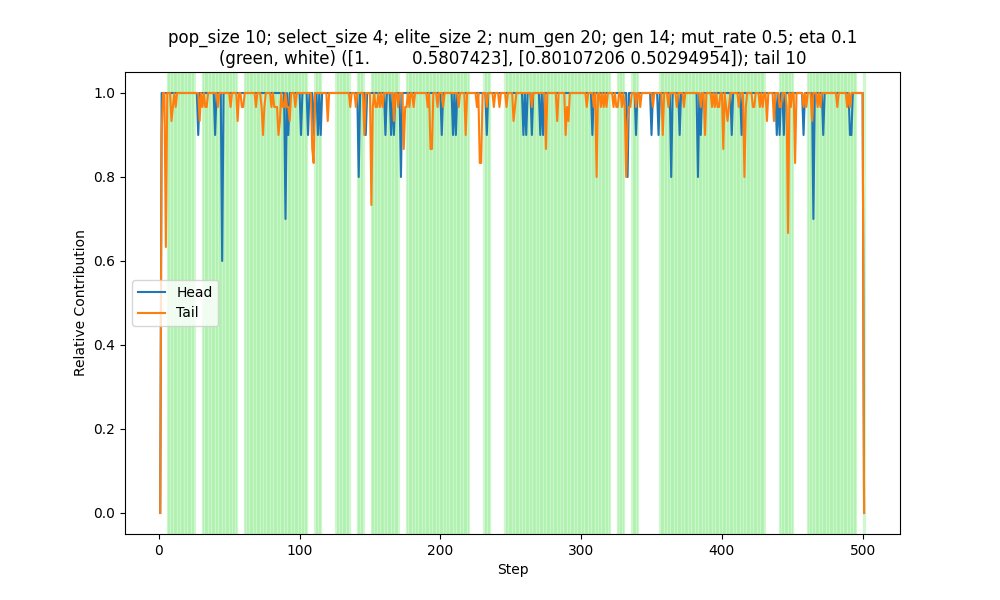 pop_size 10; select_size 4; elite_size 2; num_gen 20; gen 14; mut_rate 0.5; eta 0.1
(green, white) ([1.         0.5807423], [0.80107206 0.50294954]); tail 10
1.0
0.8
0.6
0.4
0.2
0.0
Relative Contribution
Head
Tail
0
100
200
300
400
500
Step